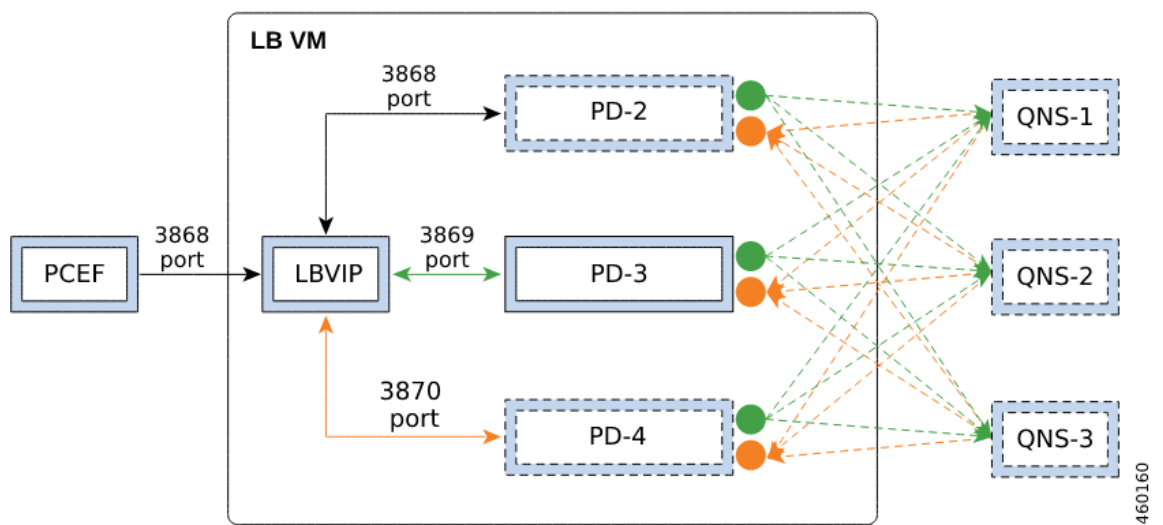 LB VM
3868
port
PD-2
QNS-1
3868
port
PCEF
LBVIP
3869
port
PD-3
QNS-2
3870
port
PD-4
QNS-3
460160